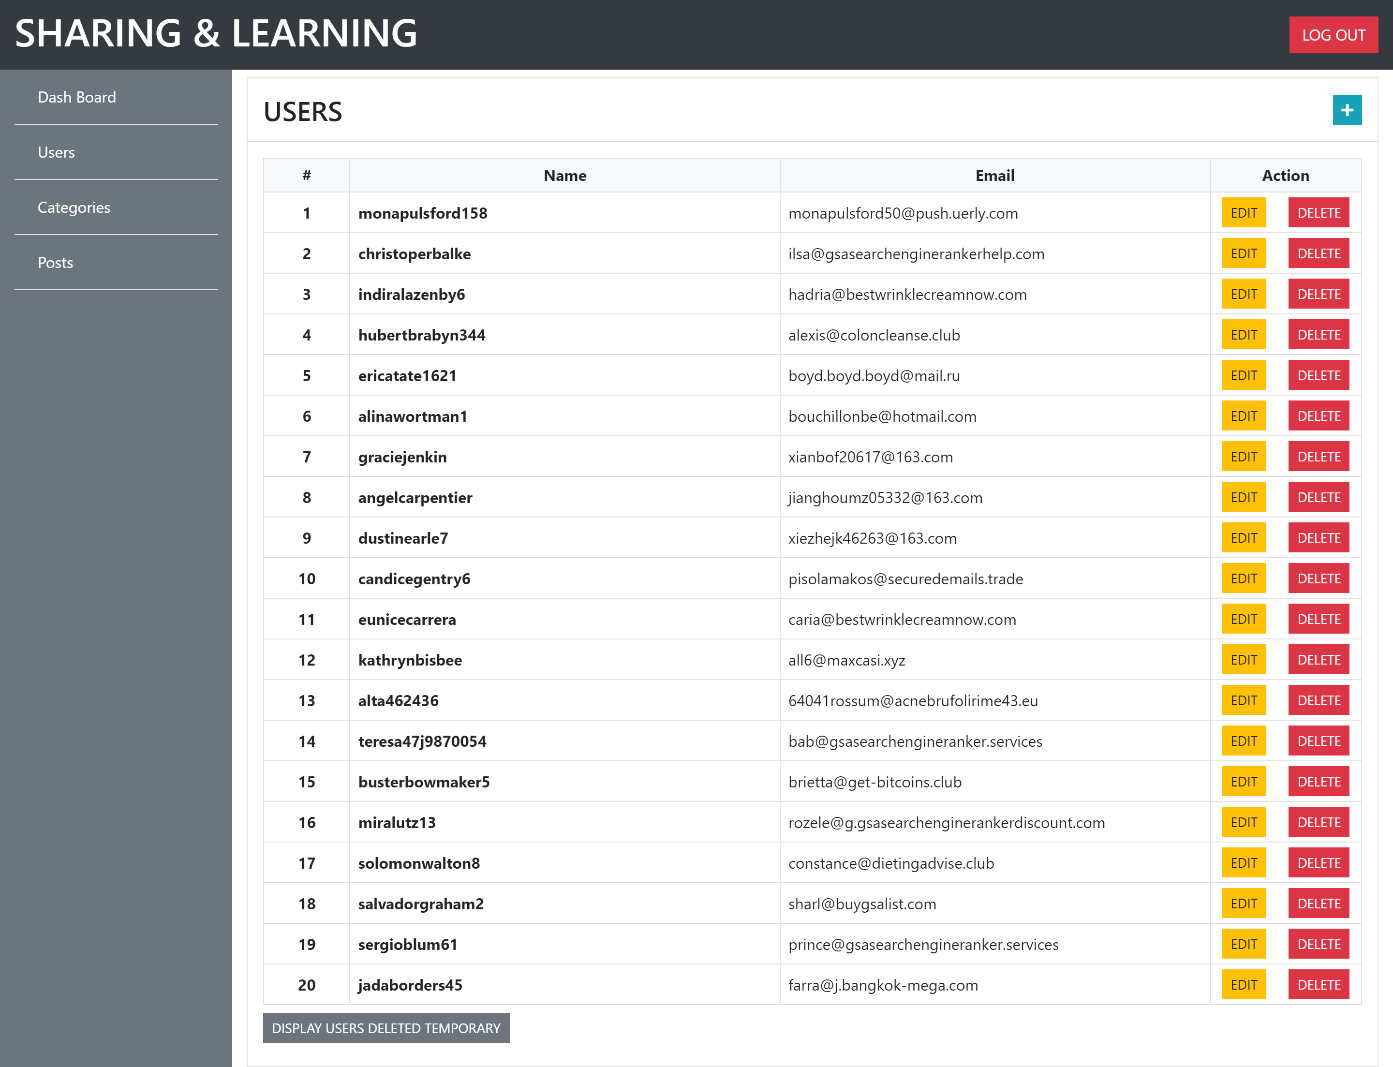 SHARING & LEARNING
LOG OUT
Dash Board
Users
Categories
Posts
USERS
+
# Name Email Action
1 monapulsford158 monapulsford50@push.uerly.com EDIT DELETE
2 christoperbalke ilsa@gsasearchenginerankerhelp.com EDIT DELETE
3 indiralazenby6 hadria@bestwrinklecreamnow.com EDIT DELETE
4 hubertbrabyn344 alexis@coloncleanse.club EDIT DELETE
5 ericatate1621 boyd.boyd.boyd@mail.ru EDIT DELETE
6 alinawortman1 bouchillonbe@hotmail.com EDIT DELETE
7 graciejenkin xianbof20617@163.com EDIT DELETE
8 angelcarpentier jianghoumz05332@163.com EDIT DELETE
9 dustinearle7 xiezhejk46263@163.com EDIT DELETE
10 candicegentry6 pisolamakos@securedemails.trade EDIT DELETE
11 eunicecarrera caria@bestwrinklecreamnow.com EDIT DELETE
12 kathrynbisbee all6@maxcasi.xyz EDIT DELETE
13 alta462436 64041rossum@acnebrufolirime43.eu EDIT DELETE
14 teresa47j9870054 bab@gsasearchengineranker.services EDIT DELETE
15 busterbowmaker5 brietta@get-bitcoins.club EDIT DELETE
16 miralutz13 rozele@g.gsasearchenginerankerdiscount.com EDIT DELETE
17 solomonwalton8 constance@dietingadvise.club EDIT DELETE
18 salvadorgraham2 sharl@buygsalist.com EDIT DELETE
19 sergioblum61 prince@gsasearchengineranker.services EDIT DELETE
20 jadaborders45 farra@j.bangkok-mega.com EDIT DELETE
DISPLAY USERS DELETED TEMPORARY